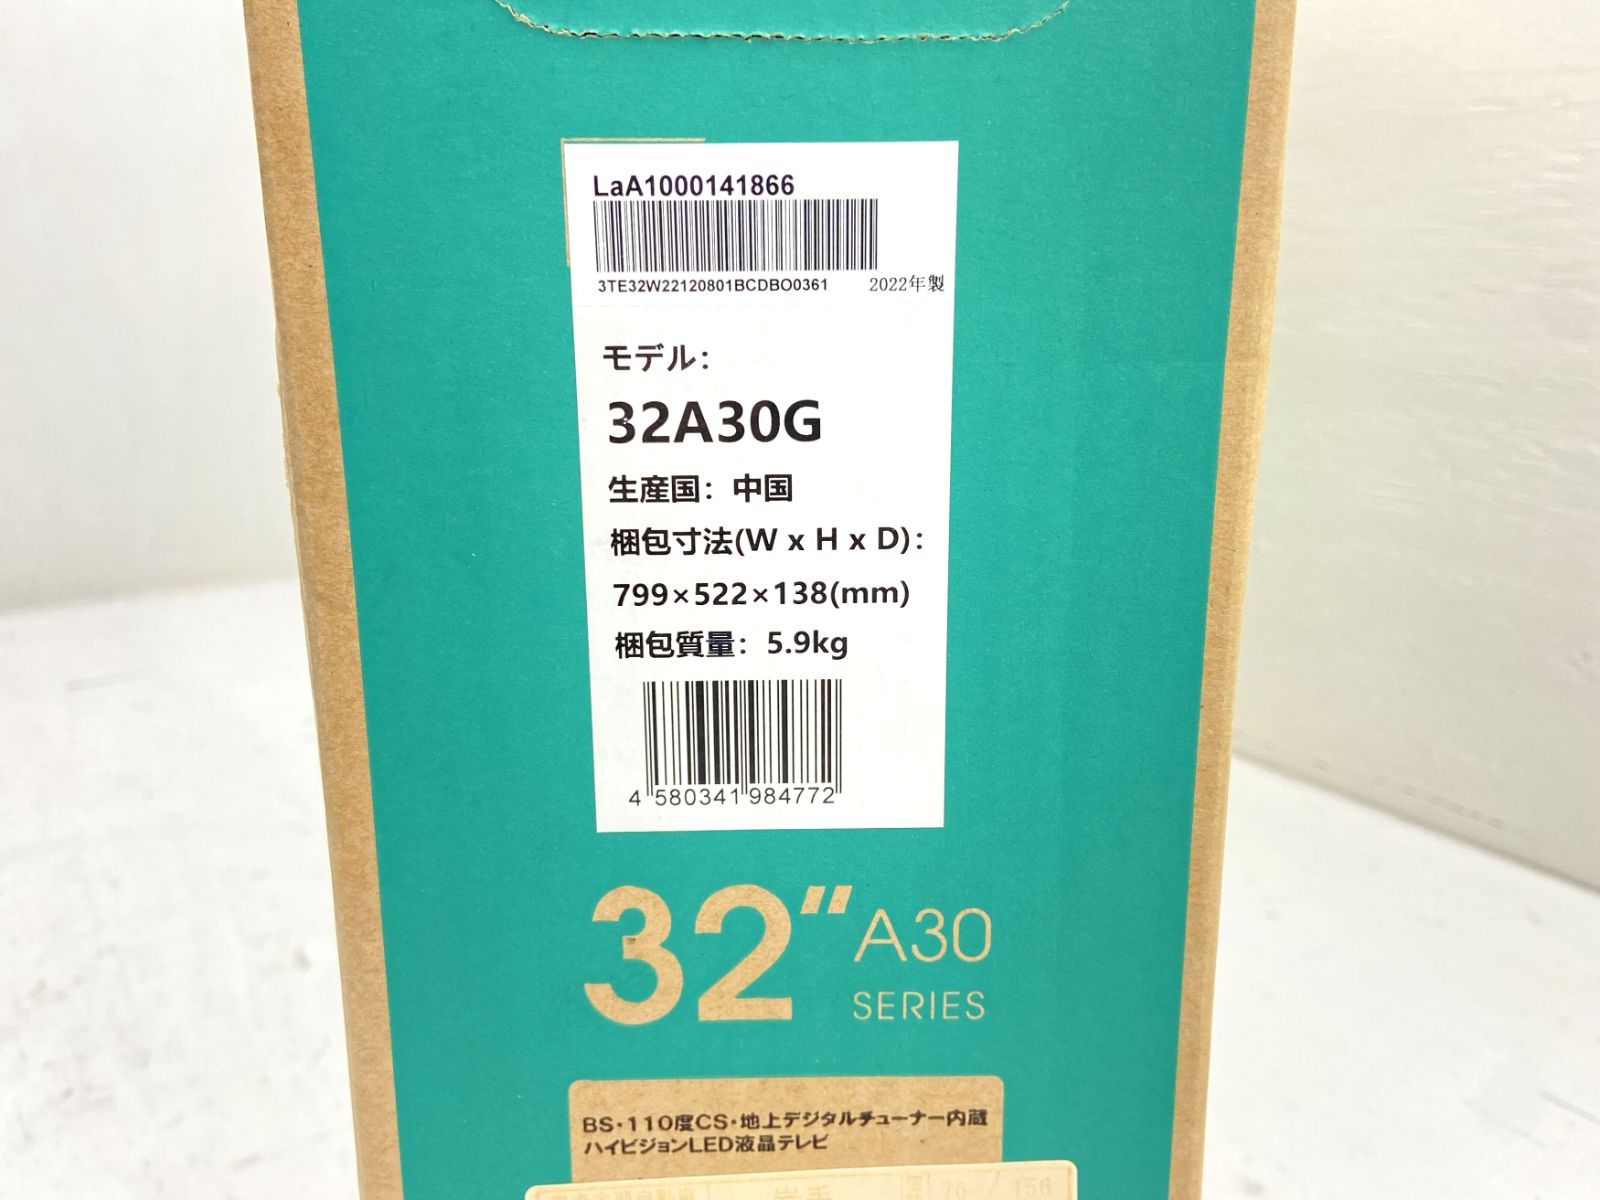 LaA1000141866
3TE32W22120801BCDBO0361 2022年製
モデル:
32A30G
生産国: 中国
梱包寸法(W x H x D):
799×522×138(mm)
梱包質量: 5.9kg
4 580341 984772
32" A30
SERIES
BS・110度CS・地上デジタルチューナー内蔵
ハイビジョンLED液晶テレビ